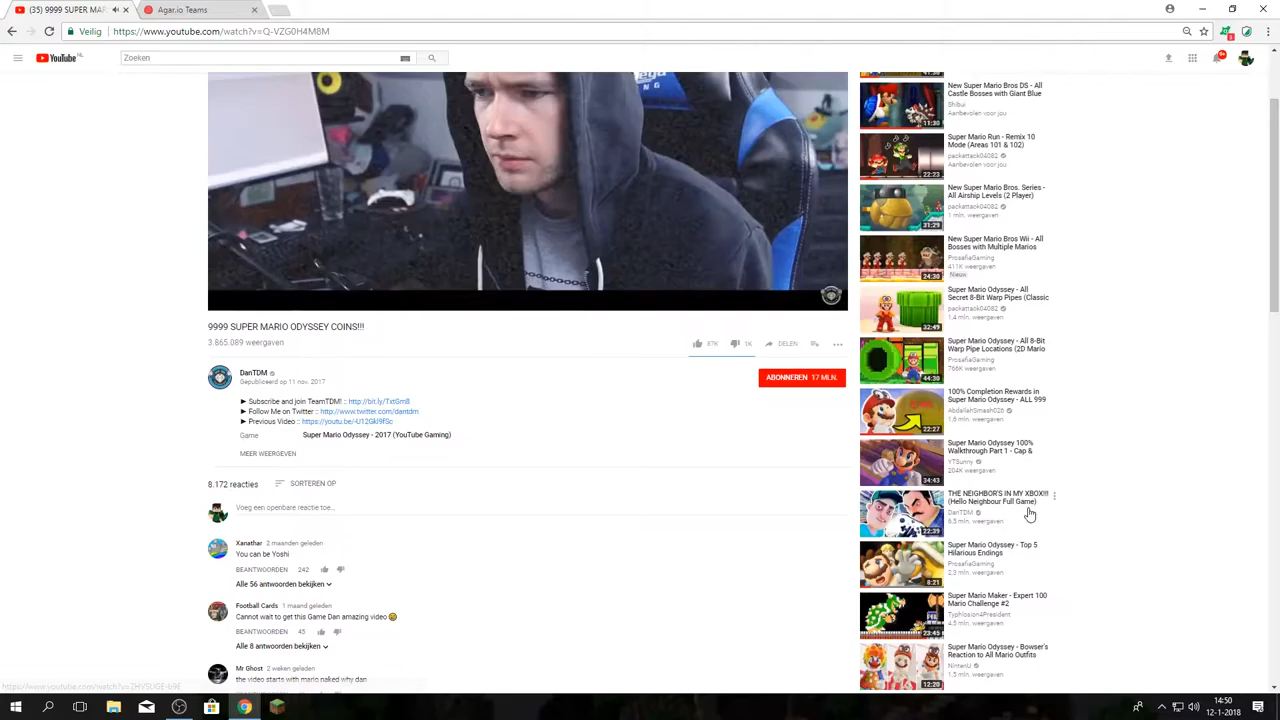 (35) 9999 SUPER MAR
Agar.io Teams
Veilig
https://www.youtube.com/watch?v=Q-VZG0H4M8M
YouTube NL
Zoeken
9+
9999 SUPER MARIO ODYSSEY COINS!!!
3.865.089 weergaven
87K
1K
DELEN
DanTDM
Gepubliceerd op 11 nov. 2017
ABONNEREN 17 MLN.
► Subscribe and join TeamTDM! :: http://bit.ly/TxtGm8
► Follow Me on Twitter :: http://www.twitter.com/dantdm
► Previous Video :: https://youtu.be/-U12Gkl9fSc
Game
Super Mario Odyssey - 2017 (YouTube Gaming)
MEER WEERGEVEN
8.172 reacties
SORTEREN OP
Voeg een openbare reactie toe...
Xanathar 2 maanden geleden
You can be Yoshi
BEANTWOORDEN 242
Alle 56 antwoorden bekijken
Football Cards 1 maand geleden
Cannot wait to get this Game Dan amazing video 😅
BEANTWOORDEN 45
Alle 8 antwoorden bekijken
Mr Ghost 2 weken geleden
the video starts with mario naked why dan
New Super Mario Bros DS - All
Castle Bosses with Giant Blue
Shibui
Aanbevolen voor jou
11:30
Super Mario Run - Remix 10
Mode (Areas 101 & 102)
packattack04082
Aanbevolen voor jou
22:23
New Super Mario Bros. Series -
All Airship Levels (2 Player)
packattack04082
1 mln. weergaven
31:29
New Super Mario Bros Wii - All
Bosses with Multiple Marios
ProsafiaGaming
411K weergaven
Nieuw
24:30
Super Mario Odyssey - All
Secret 8-Bit Warp Pipes (Classic
packattack04082
1,4 mln. weergaven
32:49
Super Mario Odyssey - All 8-Bit
Warp Pipe Locations (2D Mario
ProsafiaGaming
766K weergaven
44:30
100% Completion Rewards in
Super Mario Odyssey - ALL 999
AbdallahSmash026
1,6 mln. weergaven
22:27
Super Mario Odyssey 100%
Walkthrough Part 1 - Cap &
YTSunny
204K weergaven
34:43
THE NEIGHBOR'S IN MY XBOX!!!
(Hello Neighbour Full Game)
DanTDM
6,5 mln. weergaven
22:39
Super Mario Odyssey - Top 5
Hilarious Endings
ProsafiaGaming
2,3 mln. weergaven
8:21
Super Mario Maker - Expert 100
Mario Challenge #2
Typhlosion4President
4,5 mln. weergaven
23:45
Super Mario Odyssey - Bowser's
Reaction to All Mario Outfits
NintenU
1,5 mln. weergaven
12:20
14:50
12-1-2018